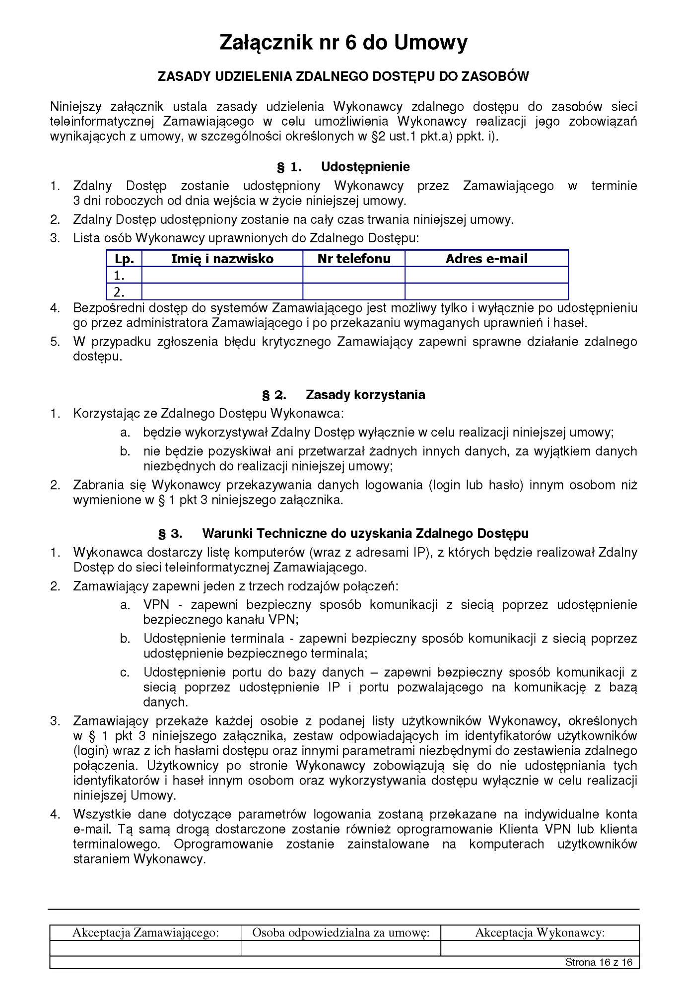 Załącznik nr 6 do Umowy
ZASADY UDZIELENIA ZDALNEGO DOSTĘPU DO ZASOBÓW
Niniejszy załącznik ustala zasady udzielenia Wykonawcy zdalnego dostępu do zasobów sieci
teleinformatycznej Zamawiającego w celu umożliwienia Wykonawcy realizacji jego zobowiązań
wynikających z umowy, w szczególności określonych w §2 ust.1 pkt.a) ppkt. i).
§ 1. Udostępnienie
1. Zdalny Dostęp zostanie udostępniony Wykonawcy przez Zamawiającego w terminie
3 dni roboczych od dnia wejścia w życie niniejszej umowy.
2. Zdalny Dostęp udostępniony zostanie na cały czas trwania niniejszej umowy.
3. Lista osób Wykonawcy uprawnionych do Zdalnego Dostępu:
Lp. Imię i nazwisko Nr telefonu Adres e-mail
1.
2.
4. Bezpośredni dostęp do systemów Zamawiającego jest możliwy tylko i wyłącznie po udostępnieniu
go przez administratora Zamawiającego i po przekazaniu wymaganych uprawnień i haseł.
5. W przypadku zgłoszenia błędu krytycznego Zamawiający zapewni sprawne działanie zdalnego
dostępu.
§ 2. Zasady korzystania
1. Korzystając ze Zdalnego Dostępu Wykonawca:
a. będzie wykorzystywał Zdalny Dostęp wyłącznie w celu realizacji niniejszej umowy;
b. nie będzie pozyskiwał ani przetwarzał żadnych innych danych, za wyjątkiem danych
niezbędnych do realizacji niniejszej umowy;
2. Zabrania się Wykonawcy przekazywania danych logowania (login lub hasło) innym osobom niż
wymienione w § 1 pkt 3 niniejszego załącznika.
§ 3. Warunki Techniczne do uzyskania Zdalnego Dostępu
1. Wykonawca dostarczy listę komputerów (wraz z adresami IP), z których będzie realizował Zdalny
Dostęp do sieci teleinformatycznej Zamawiającego.
2. Zamawiający zapewni jeden z trzech rodzajów połączeń:
a. VPN - zapewni bezpieczny sposób komunikacji z siecią poprzez udostępnienie
bezpiecznego kanału VPN;
b. Udostępnienie terminala - zapewni bezpieczny sposób komunikacji z siecią poprzez
udostępnienie bezpiecznego terminala;
c. Udostępnienie portu do bazy danych – zapewni bezpieczny sposób komunikacji z
siecią poprzez udostępnienie IP i portu pozwalającego na komunikację z bazą
danych.
3. Zamawiający przekaże każdej osobie z podanej listy użytkowników Wykonawcy, określonych
w § 1 pkt 3 niniejszego załącznika, zestaw odpowiadających im identyfikatorów użytkowników
(login) wraz z ich hasłami dostępu oraz innymi parametrami niezbędnymi do zestawienia zdalnego
połączenia. Użytkownicy po stronie Wykonawcy zobowiązują się do nie udostępniania tych
identyfikatorów i haseł innym osobom oraz wykorzystywania dostępu wyłącznie w celu realizacji
niniejszej Umowy.
4. Wszystkie dane dotyczące parametrów logowania zostaną przekazane na indywidualne konta
e-mail. Tą samą drogą dostarczone zostanie również oprogramowanie Klienta VPN lub klienta
terminalowego. Oprogramowanie zostanie zainstalowane na komputerach użytkowników
staraniem Wykonawcy.
Akceptacja Zamawiającego: Osoba odpowiedzialna za umowę: Akceptacja Wykonawcy:
Strona 16 z 16